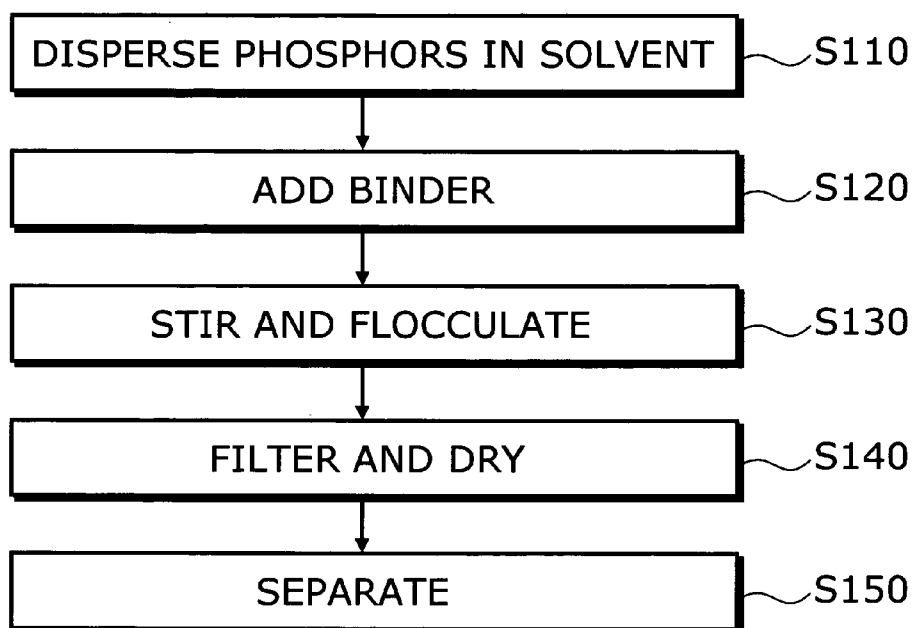 DISPERSE PHOSPHORS IN SOLVENT S110
ADD BINDER S120
STIR AND FLOCCULATE S130
FILTER AND DRY S140
SEPARATE S150